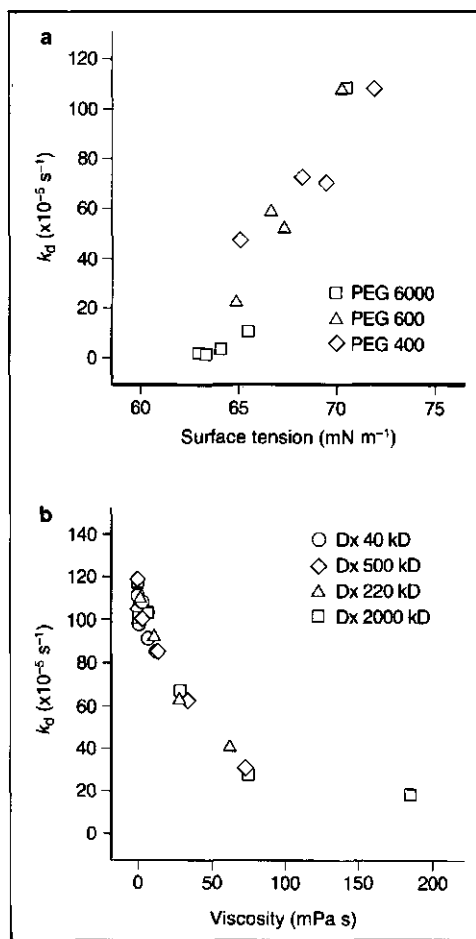 a
120
100
80
60
40
20
0
k_d (x10⁻⁵ s⁻¹)
PEG 6000
PEG 600
PEG 400
60 65 70 75
Surface tension (mN m⁻¹)
b
140
120
100
80
60
40
20
0
k_d (x10⁻⁵ s⁻¹)
Dx 40 kD
Dx 500 kD
Dx 220 kD
Dx 2000 kD
0 50 100 150 200
Viscosity (mPa s)